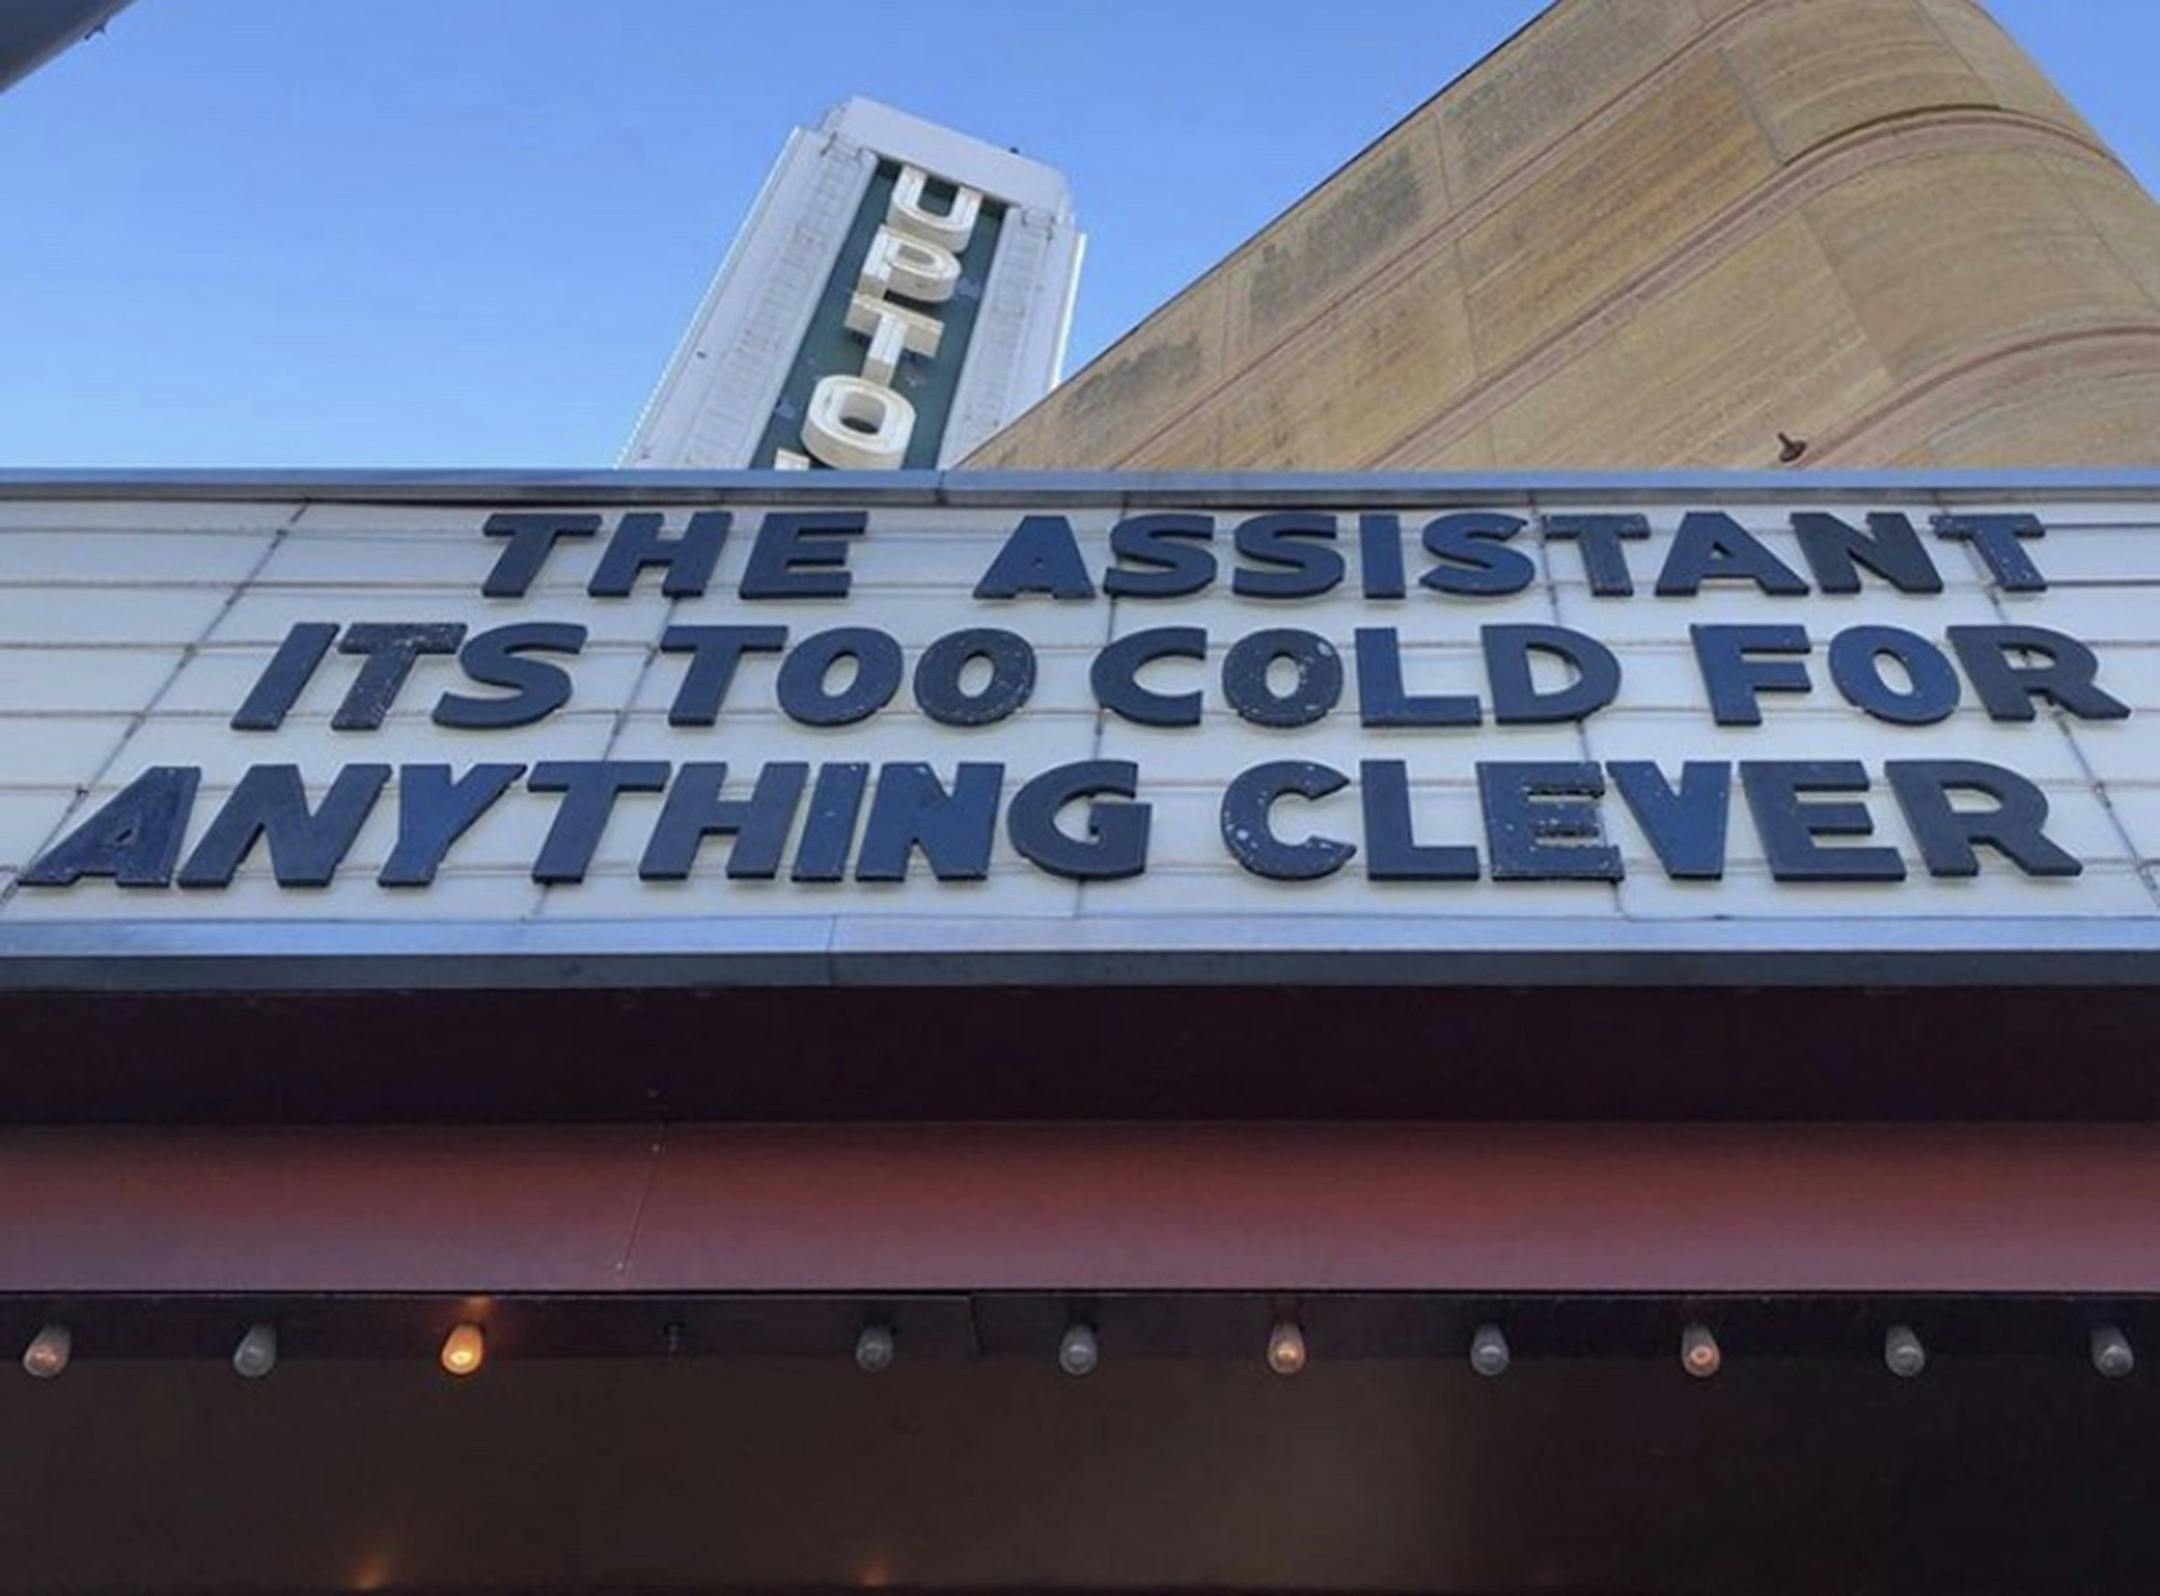 UPTO
THE ASSISTANT
ITS TOO COLD FOR
ANYTHING CLEVER